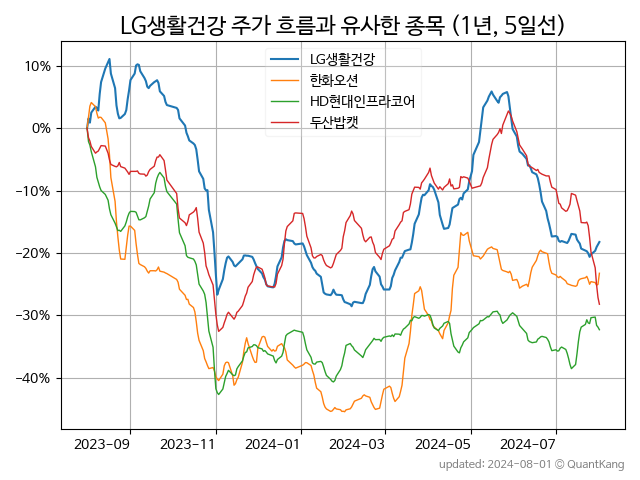 LG생활건강 주가 흐름과 유사한 종목 (1년, 5일선)
LG생활건강
한화오션
HD현대인프라코어
두산밥캣
10%
0%
−10%
−20%
−30%
−40%
2023-09
2023-11
2024-01
2024-03
2024-05
2024-07
updated: 2024-08-01 © QuantKang